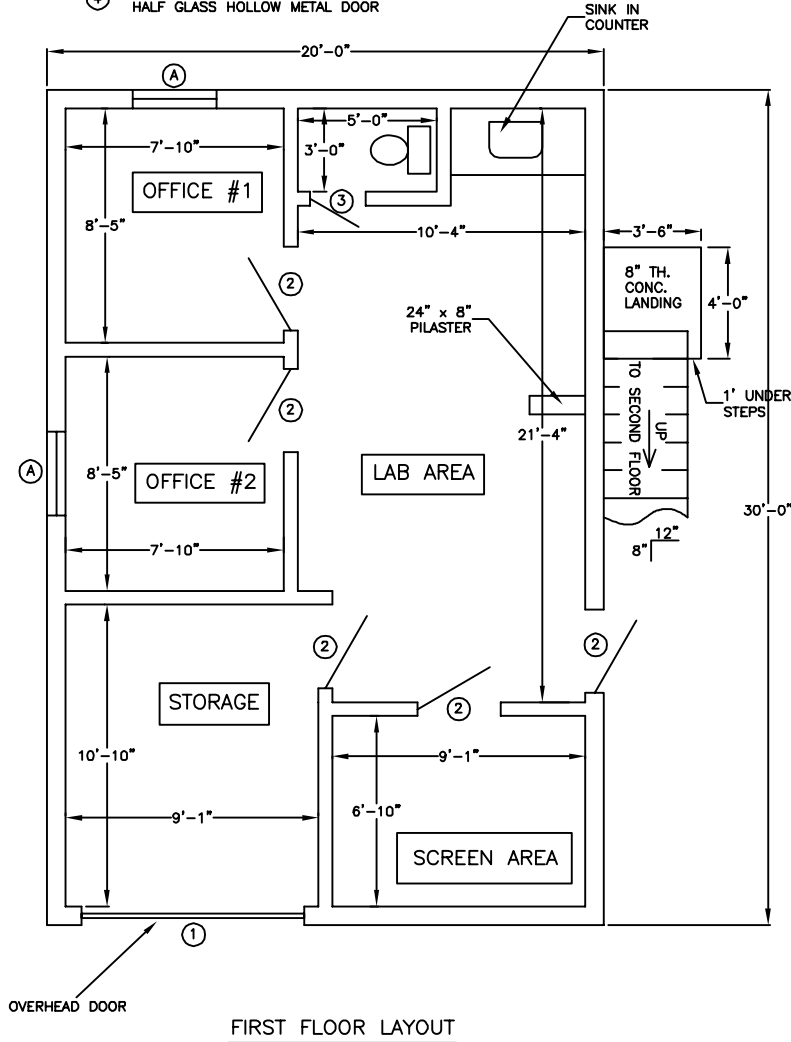 4 HALF GLASS HOLLOW METAL DOOR
SINK IN
COUNTER
20'-0"
A
5'-0"
7'-10"
3'-0"
OFFICE #1
3
8'-5"
10'-4"
3'-6"
8" TH.
CONC.
LANDING
4'-0"
2
24" x 8"
PILASTER
1' UNDER
STEPS
2
TO SECOND FLOOR
UP
21'-4"
A
8'-5"
OFFICE #2
LAB AREA
30'-0"
7'-10"
12"
8"
2
2
STORAGE
2
10'-10"
9'-1"
9'-1"
6'-10"
SCREEN AREA
1
OVERHEAD DOOR
FIRST FLOOR LAYOUT